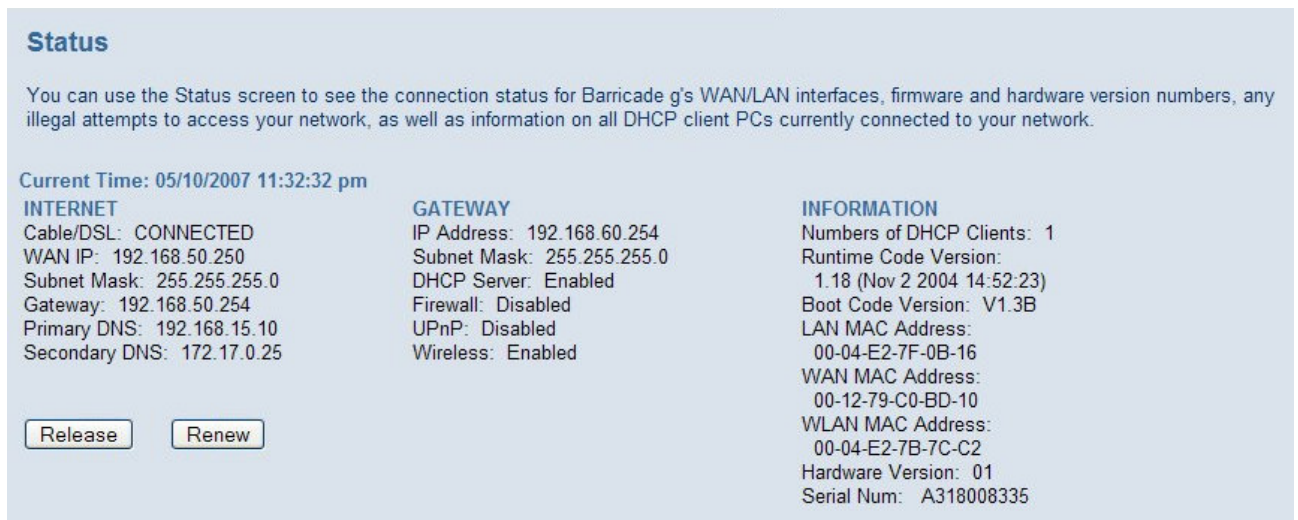 Status
You can use the Status screen to see the connection status for Barricade g's WAN/LAN interfaces, firmware and hardware version numbers, any
illegal attempts to access your network, as well as information on all DHCP client PCs currently connected to your network.
Current Time: 05/10/2007 11:32:32 pm
INTERNET
Cable/DSL: CONNECTED
WAN IP: 192.168.50.250
Subnet Mask: 255.255.255.0
Gateway: 192.168.50.254
Primary DNS: 192.168.15.10
Secondary DNS: 172.17.0.25
Release
Renew
GATEWAY
IP Address: 192.168.60.254
Subnet Mask: 255.255.255.0
DHCP Server: Enabled
Firewall: Disabled
UPnP: Disabled
Wireless: Enabled
INFORMATION
Numbers of DHCP Clients: 1
Runtime Code Version:
1.18 (Nov 2 2004 14:52:23)
Boot Code Version: V1.3B
LAN MAC Address:
00-04-E2-7F-0B-16
WAN MAC Address:
00-12-79-C0-BD-10
WLAN MAC Address:
00-04-E2-7B-7C-C2
Hardware Version: 01
Serial Num: A318008335